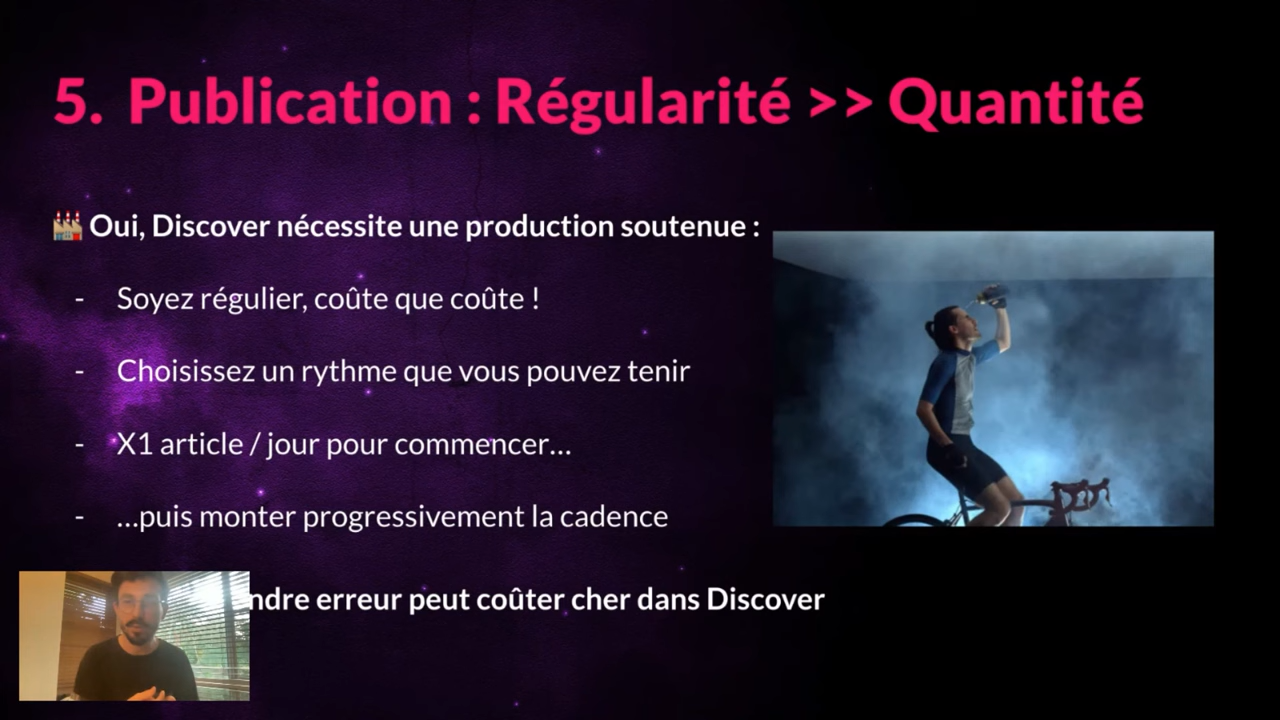 5. Publication : Régularité >> Quantité
🏭 Oui, Discover nécessite une production soutenue :
- Soyez régulier, coûte que coûte !
- Choisissez un rythme que vous pouvez tenir
- X1 article / jour pour commencer…
- …puis monter progressivement la cadence
erreur peut coûter cher dans Discover